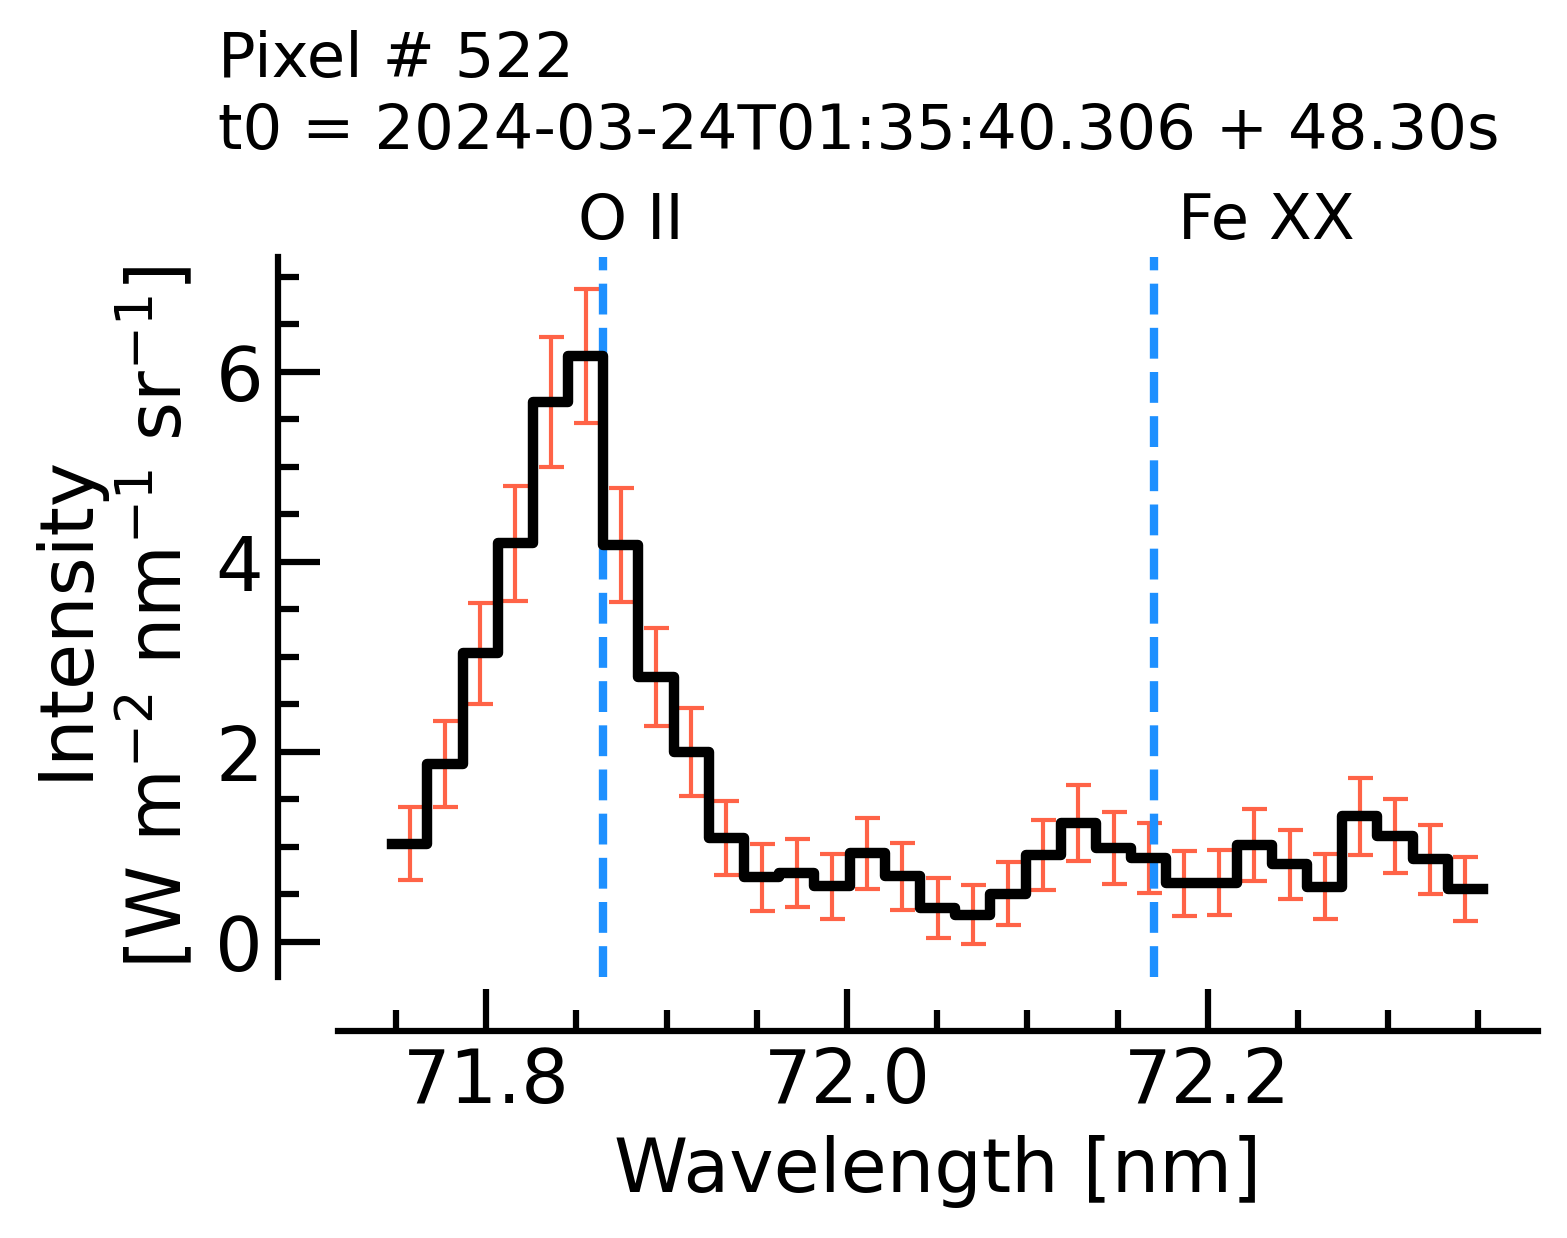 Pixel # 522
t0 = 2024-03-24T01:35:40.306 + 48.30s
O II
Fe XX
Intensity
[W m⁻² nm⁻¹ sr⁻¹]
6
4
2
0
71.8
72.0
72.2
Wavelength [nm]